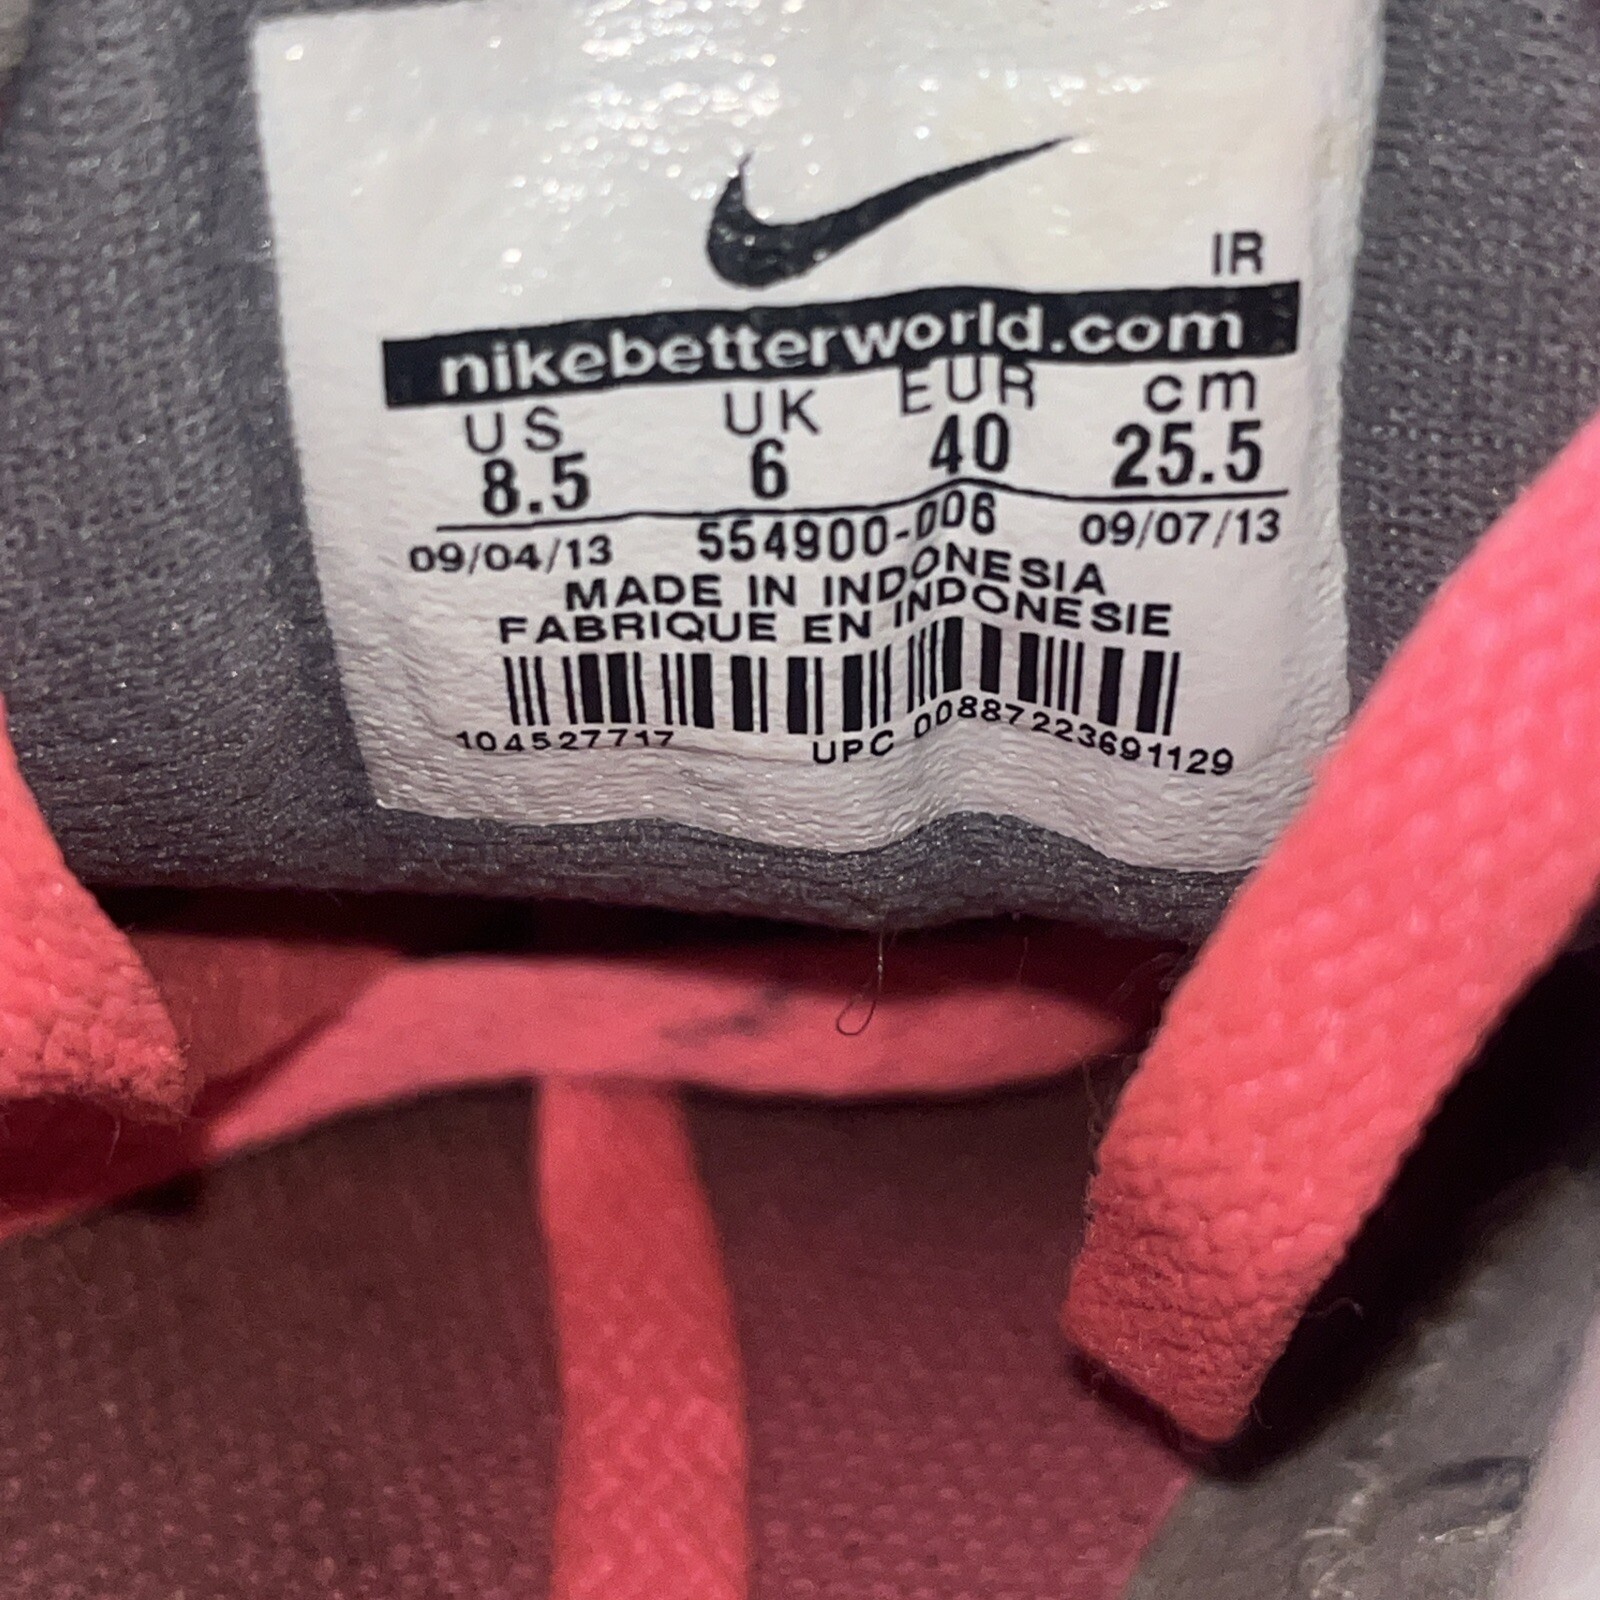 IR
nikebetterworld.com
US UK EUR cm
8.5 6 40 25.5
09/04/13 554900-006 09/07/13
MADE IN INDONESIA
FABRIQUE EN INDONESIE
104527717 UPC 00887223691129